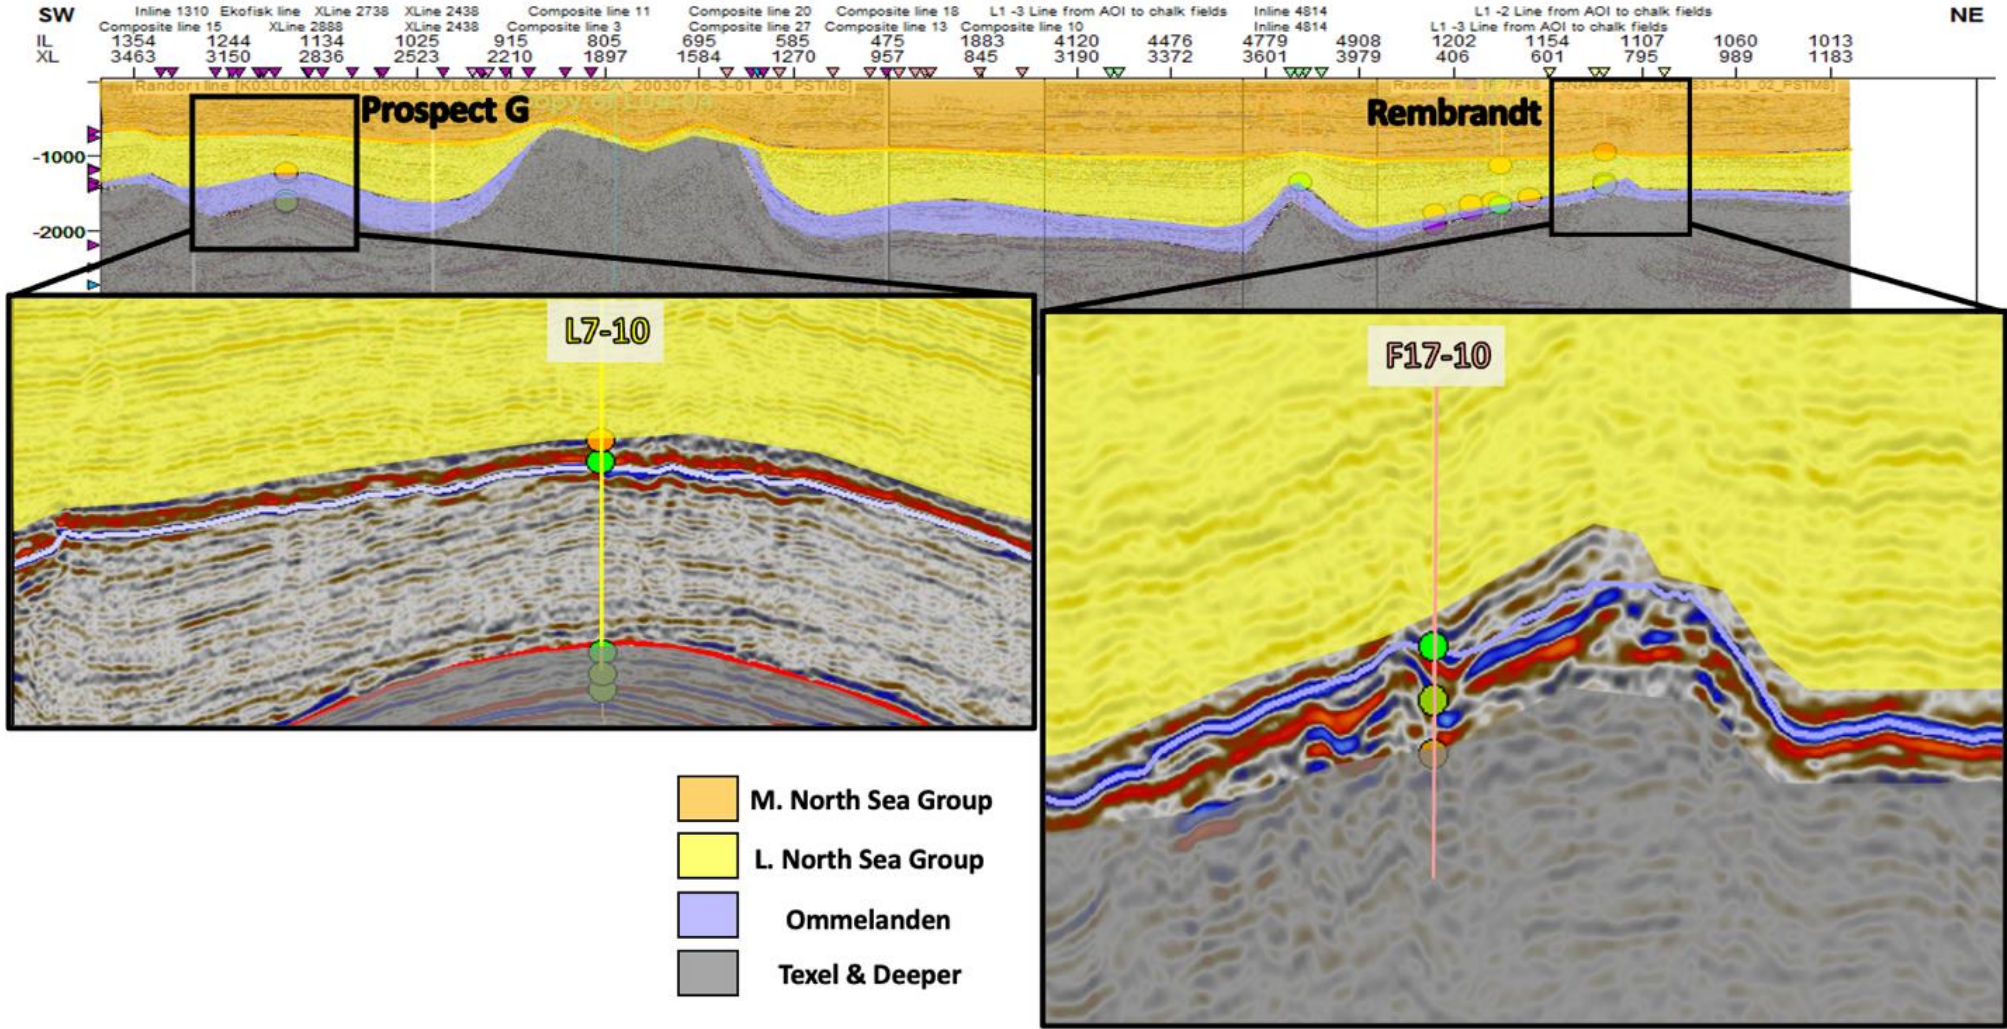 SW Inline 1310 Ekofisk line XLine 2738 XLine 2438 Composite line 11 Composite line 20 Composite line 18 L1 -3 Line from AOI to chalk fields Inline 4814 L1 -2 Line from AOI to chalk fields NE
Composite line 15 XLine 2888 XLine 2438 Composite line 3 Composite line 27 Composite line 13 Composite line 10 Inline 4814 L1 -3 Line from AOI to chalk fields
IL 1354 1244 1134 1025 915 805 695 585 475 1883 4120 4476 4779 4908 1202 1154 1107 1060 1013
XL 3463 3150 2836 2523 2210 1897 1584 1270 957 845 3190 3372 3601 3979 406 601 795 989 1183
Prospect G
Rembrandt
-1000
-2000
L7-10
F17-10
M. North Sea Group
L. North Sea Group
Ommelanden
Texel & Deeper